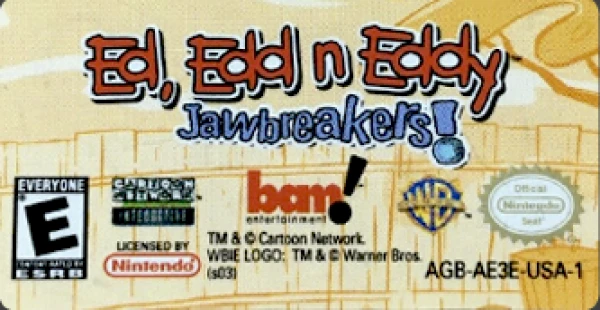 Ed, Edd n Eddy
Jawbreakers!
EVERYONE
E
CONTENT RATED BY
ESRB
CARTOON NETWORK
INTERACTIVE
LICENSED BY
Nintendo
bam!
entertainment
TM & © Cartoon Network.
WBIE LOGO: TM & © Warner Bros.
(s03)
WB
Official
Nintendo
Seal
AGB-AE3E-USA-1